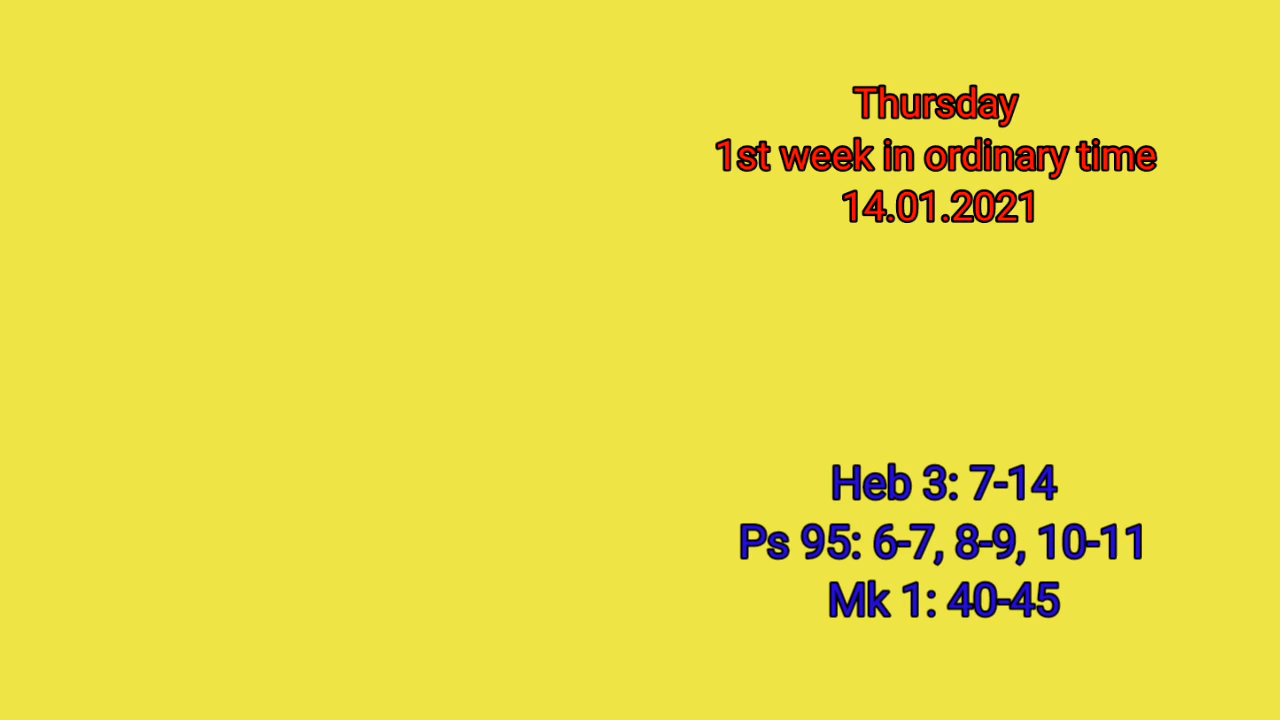 Thursday
1st week in ordinary time
14.01.2021
Heb 3: 7-14
Ps 95: 6-7, 8-9, 10-11
Mk 1: 40-45